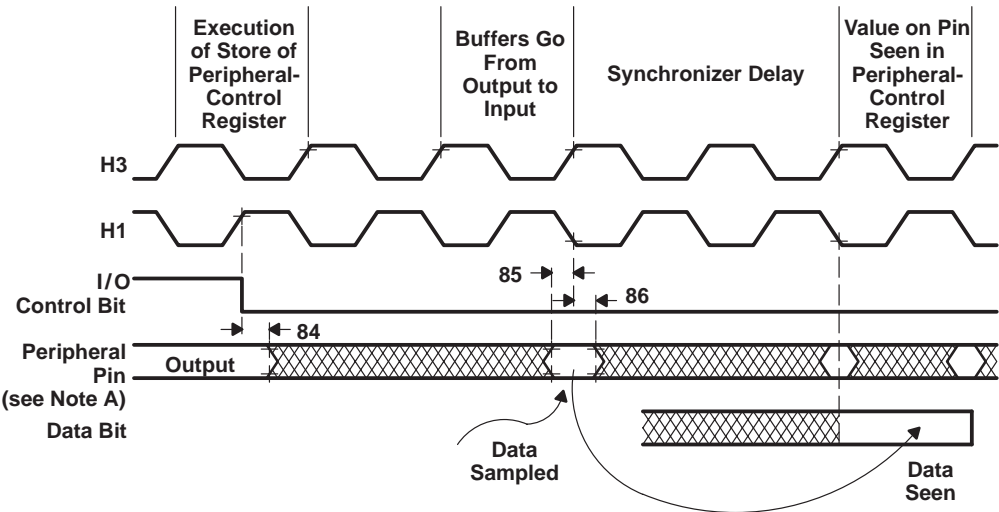 Execution
of Store of
Peripheral-
Control
Register
Buffers Go
From
Output to
Input
Synchronizer Delay
Value on Pin
Seen in
Peripheral-
Control
Register
H3
H1
I/O
Control Bit
85
86
84
Peripheral
Pin
(see Note A)
Output
Data Bit
Data
Sampled
Data
Seen